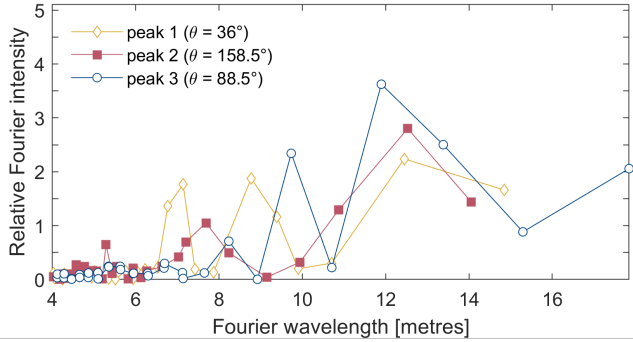 5
4
3
2
1
0
Relative Fourier intensity
peak 1 (θ = 36°)
peak 2 (θ = 158.5°)
peak 3 (θ = 88.5°)
4 6 8 10 12 14 16
Fourier wavelength [metres]